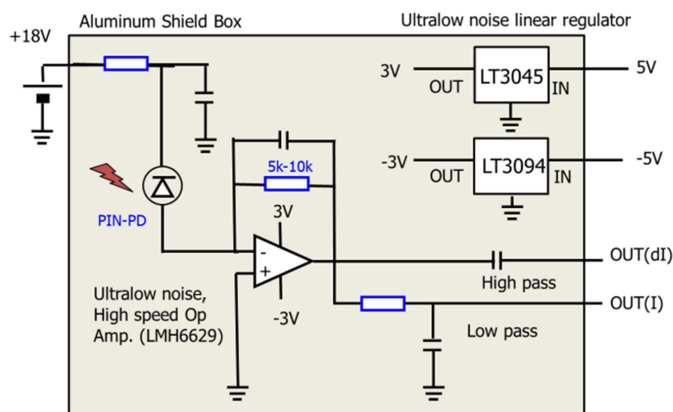 Aluminum Shield Box
Ultralow noise linear regulator
+18V
3V
OUT
LT3045
IN
5V
-3V
OUT
LT3094
IN
-5V
5k-10k
PIN-PD
3V
-
+
-3V
Ultralow noise,
High speed Op
Amp. (LMH6629)
OUT(dI)
High pass
OUT(I)
Low pass